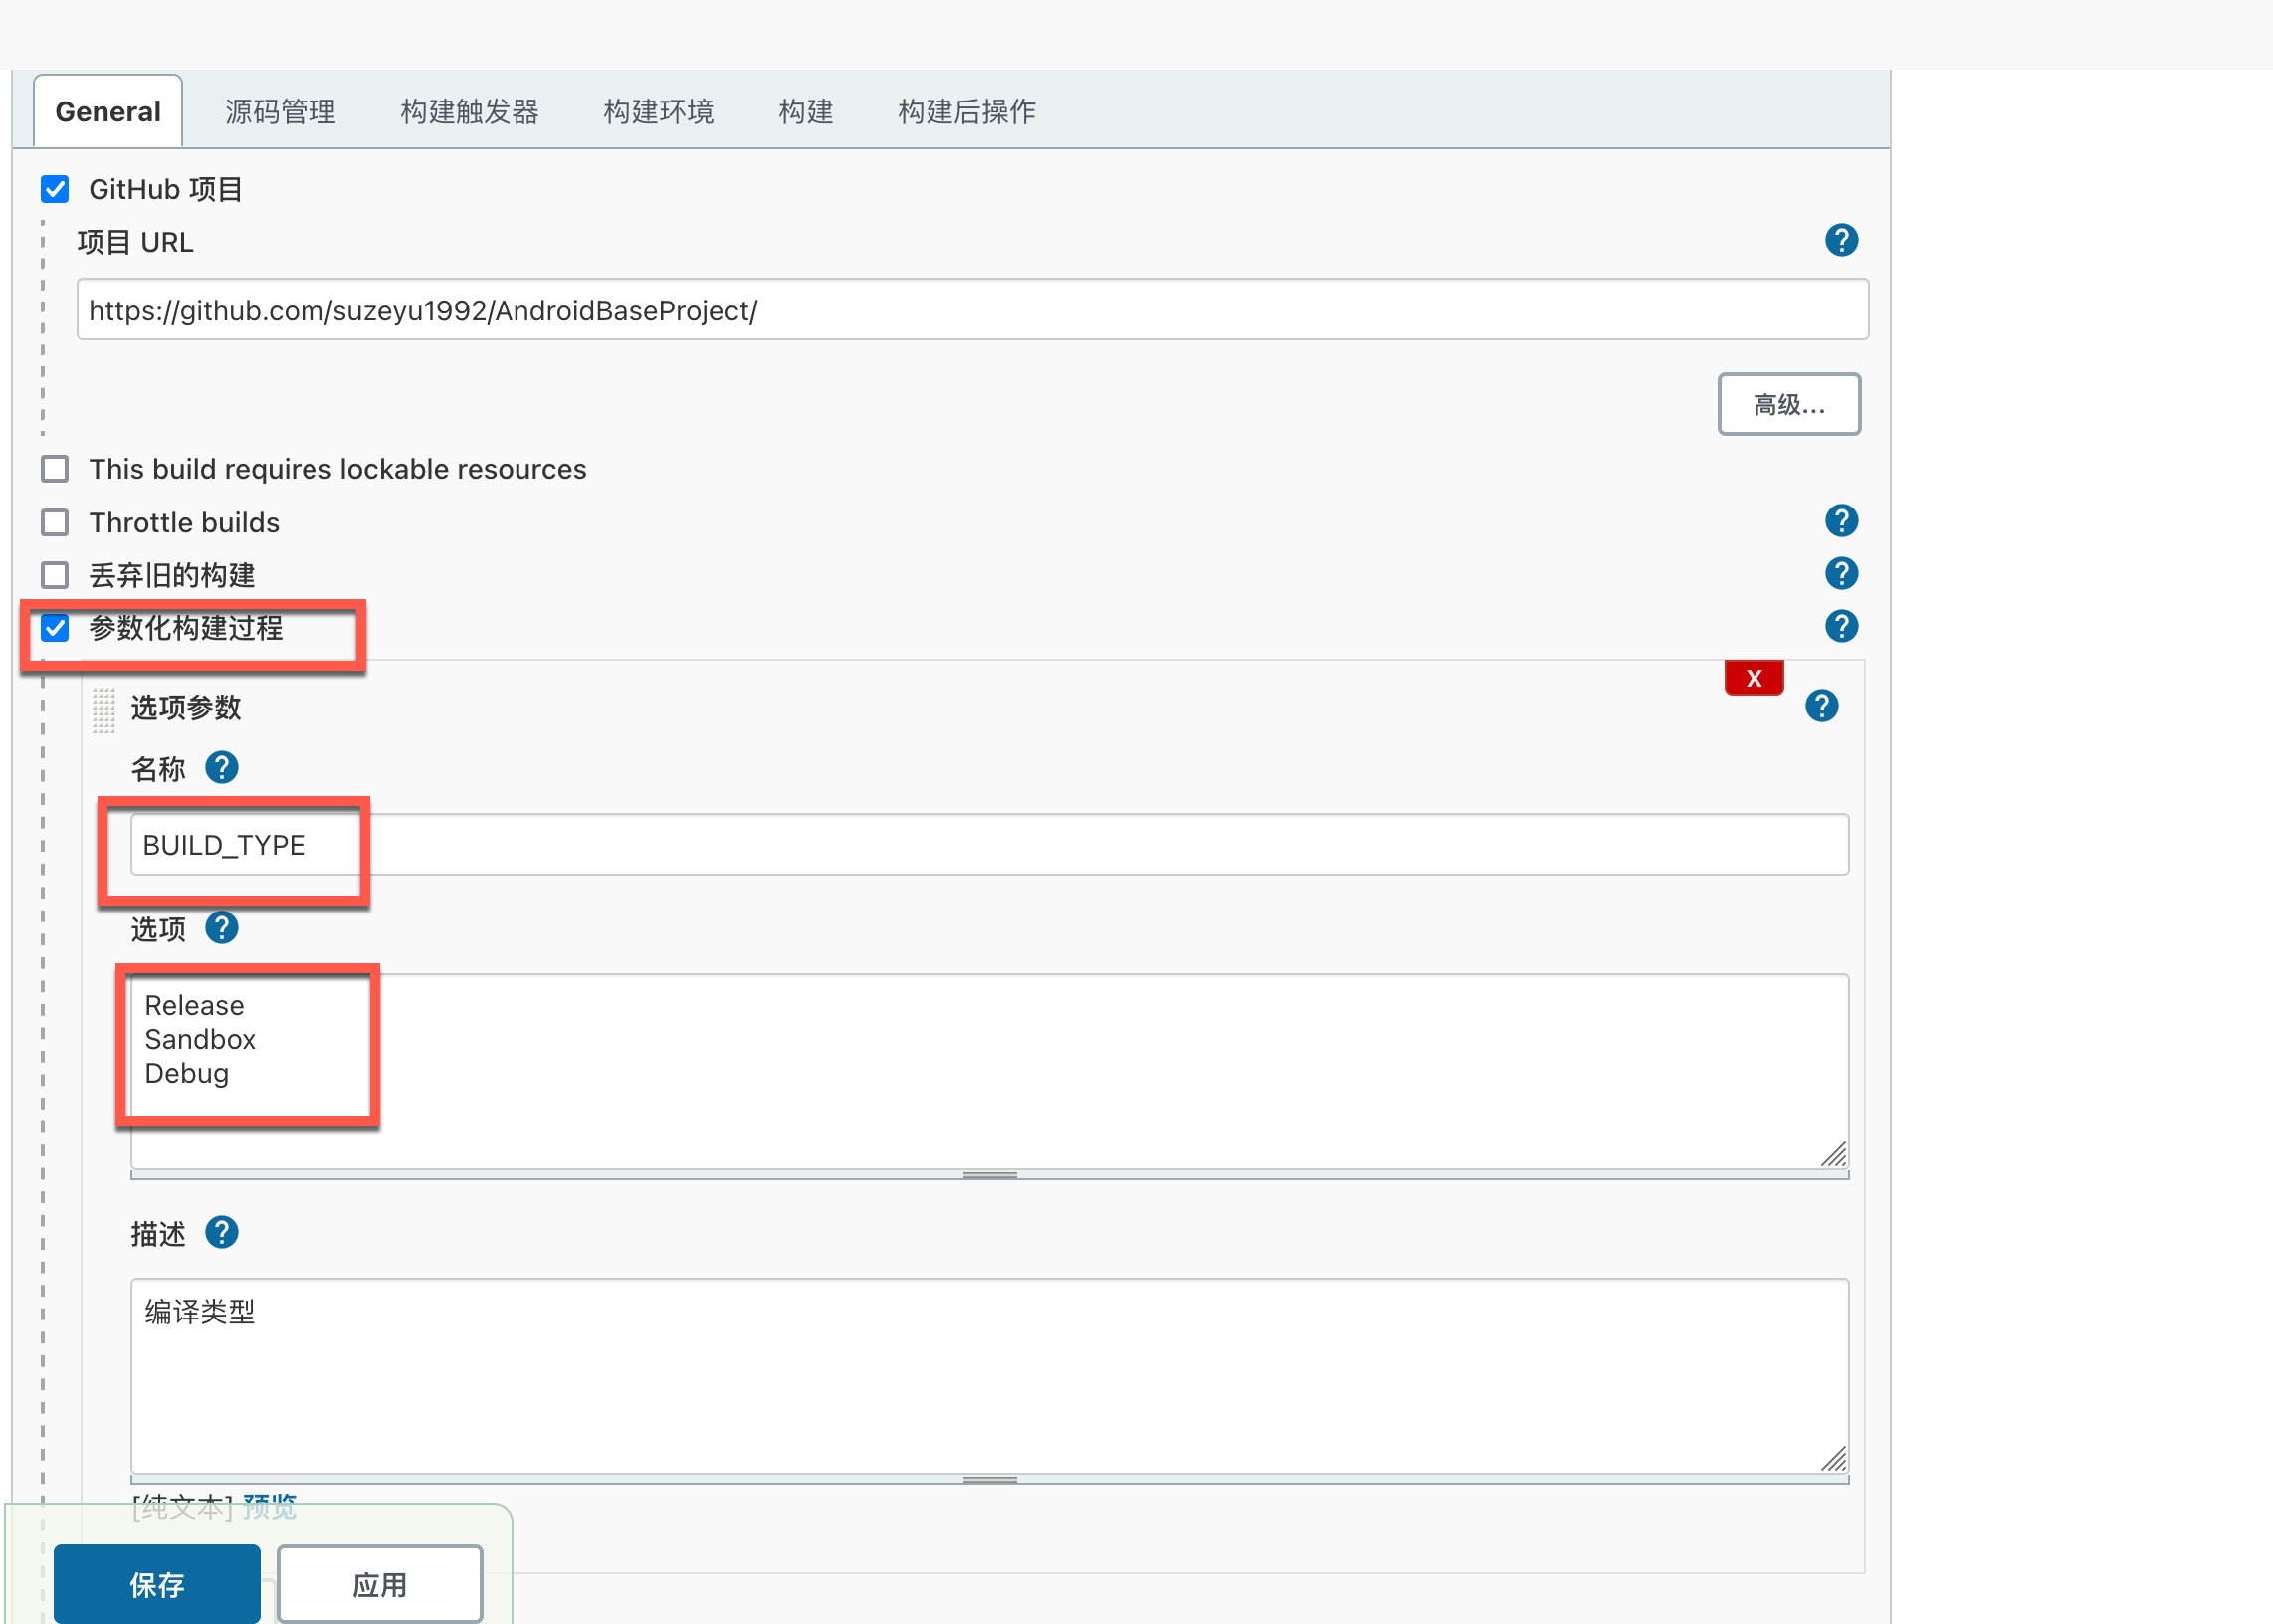 General 源码管理 构建触发器 构建环境 构建 构建后操作
GitHub 项目
项目 URL
https://github.com/suzeyu1992/AndroidBaseProject/
高级...
This build requires lockable resources
Throttle builds
丢弃旧的构建
参数化构建过程
X
选项参数
名称
BUILD_TYPE
选项
Release
Sandbox
Debug
描述
编译类型
[纯文本] 预览
保存 应用